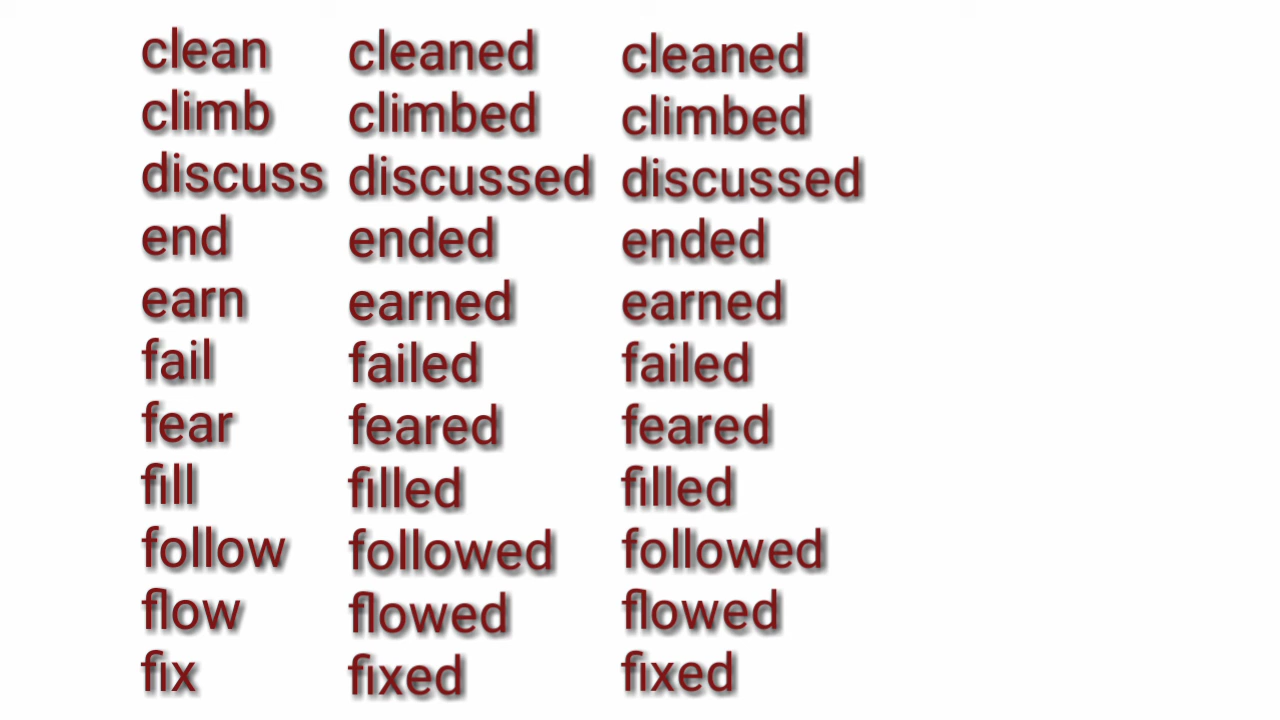 clean cleaned cleaned
climb climbed climbed
discuss discussed discussed
end ended ended
earn earned earned
fail failed failed
fear feared feared
fill filled filled
follow followed followed
flow flowed flowed
fix fixed fixed